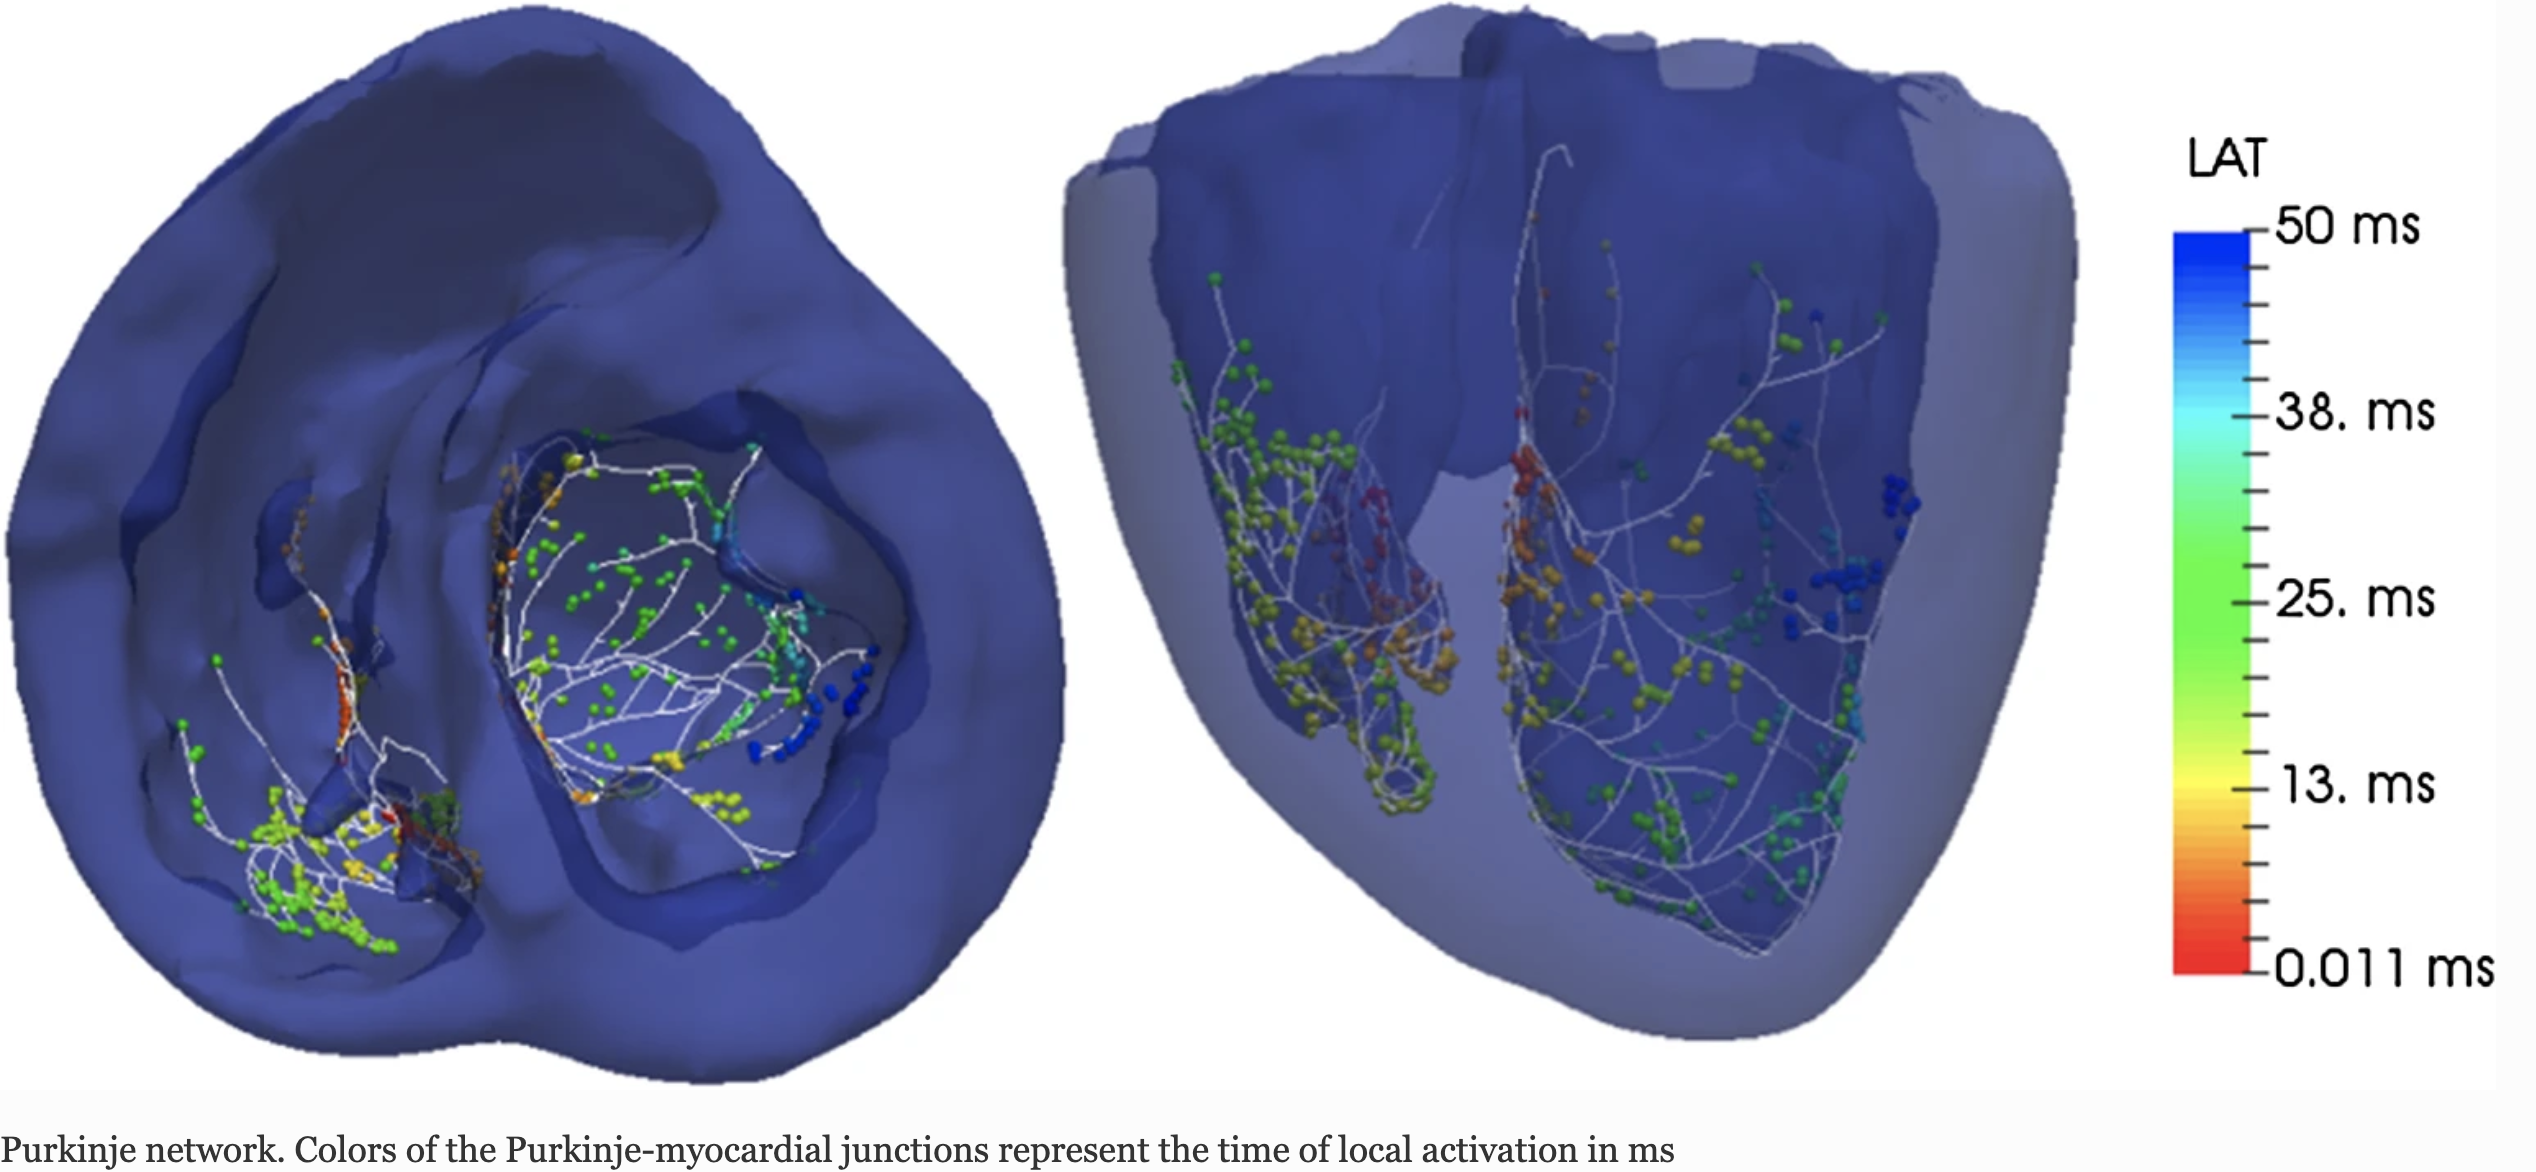 LAT
50 ms
38. ms
25. ms
13. ms
0.011 ms
Purkinje network. Colors of the Purkinje-myocardial junctions represent the time of local activation in ms